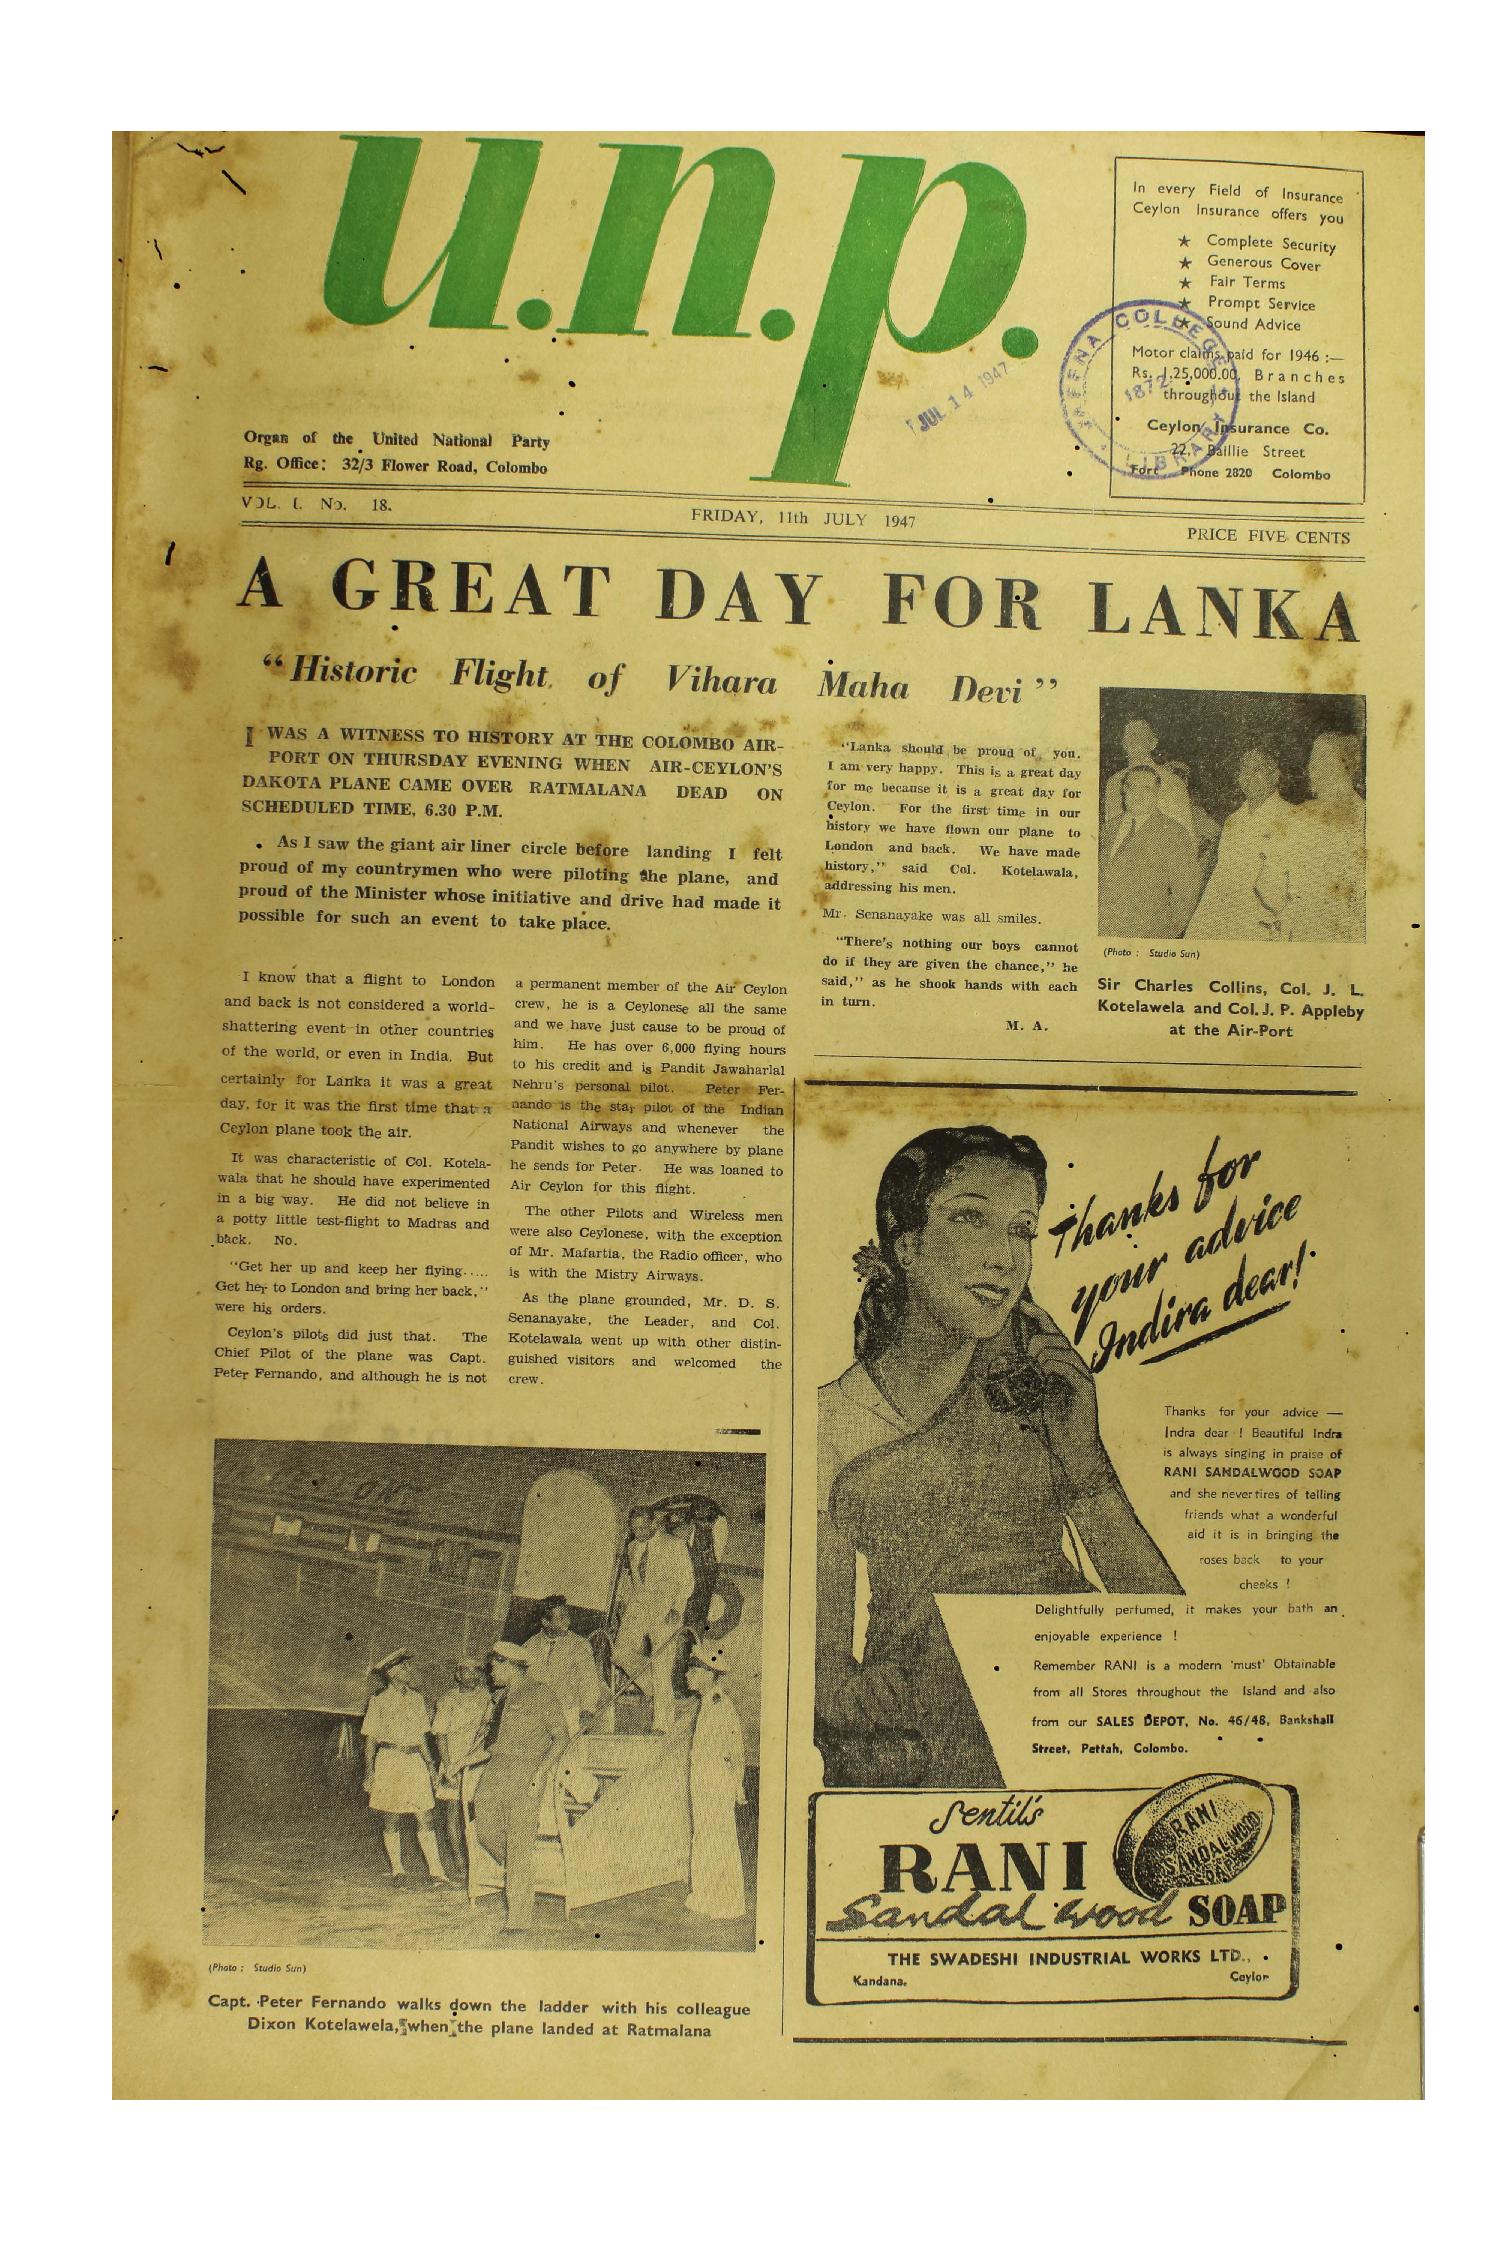 u.n.p.
Organ of the United National Party
Rg. Office: 32/3 Flower Road, Colombo
In every Field of Insurance
Ceylon Insurance offers you
★ Complete Security
★ Generous Cover
★ Fair Terms
★ Prompt Service
★ Sound Advice
Motor claims paid for 1946 :—
Rs. 1,25,000.00, Branches
throughout the Island
Ceylon Insurance Co.
22, Baillie Street
Fort Phone 2820 Colombo
JUL 14 1947
COLLEGE
1872
LIBRARY
VOL. I. No. 18.
FRIDAY, 11th JULY 1947
PRICE FIVE CENTS
A GREAT DAY FOR LANKA
“Historic Flight of Vihara Maha Devi”
I WAS A WITNESS TO HISTORY AT THE COLOMBO AIR-
PORT ON THURSDAY EVENING WHEN AIR-CEYLON'S
DAKOTA PLANE CAME OVER RATMALANA DEAD ON
SCHEDULED TIME, 6.30 P.M.
As I saw the giant air liner circle before landing I felt
proud of my countrymen who were piloting the plane, and
proud of the Minister whose initiative and drive had made it
possible for such an event to take place.
I know that a flight to London
and back is not considered a world-
shattering event in other countries
of the world, or even in India. But
certainly for Lanka it was a great
day, for it was the first time that a
Ceylon plane took the air.
It was characteristic of Col. Kotela-
wala that he should have experimented
in a big way. He did not believe in
a potty little test-flight to Madras and
back. No.
“Get her up and keep her flying.....
Get her to London and bring her back,”
were his orders.
Ceylon's pilots did just that. The
Chief Pilot of the plane was Capt.
Peter Fernando, and although he is not
a permanent member of the Air Ceylon
crew, he is a Ceylonese all the same
and we have just cause to be proud of
him. He has over 6,000 flying hours
to his credit and is Pandit Jawaharlal
Nehru's personal pilot. Peter Fer-
nando is the star pilot of the Indian
National Airways and whenever the
Pandit wishes to go anywhere by plane
he sends for Peter. He was loaned to
Air Ceylon for this flight.
The other Pilots and Wireless men
were also Ceylonese, with the exception
of Mr. Mafartia, the Radio officer, who
is with the Mistry Airways.
As the plane grounded, Mr. D. S.
Senanayake, the Leader, and Col.
Kotelawala went up with other distin-
guished visitors and welcomed the
crew.
“Lanka should be proud of you.
I am very happy. This is a great day
for me because it is a great day for
Ceylon. For the first time in our
history we have flown our plane to
London and back. We have made
history,” said Col. Kotelawala,
addressing his men.
Mr. Senanayake was all smiles.
“There's nothing our boys cannot
do if they are given the chance,” he
said,” as he shook hands with each
in turn.
M. A.
(Photo : Studio Sun)
Sir Charles Collins, Col. J. L.
Kotelawela and Col. J. P. Appleby
at the Air-Port
(Photo : Studio Sun)
Capt. Peter Fernando walks down the ladder with his colleague
Dixon Kotelawela, when the plane landed at Ratmalana
Thanks for
your advice
Indira dear!
Thanks for your advice —
Indra dear ! Beautiful Indra
is always singing in praise of
RANI SANDALWOOD SOAP
and she never tires of telling
friends what a wonderful
aid it is in bringing the
roses back to your
cheeks !
Delightfully perfumed, it makes your bath an
enjoyable experience !
Remember RANI is a modern 'must' Obtainable
from all Stores throughout the Island and also
from our SALES DEPOT, No. 46/48, Bankshall
Street, Pettah, Colombo.
Sentil's
RANI
Sandal wood SOAP
RANI
SANDALWOOD
SOAP
THE SWADESHI INDUSTRIAL WORKS LTD.,
Kandana.
Ceylon